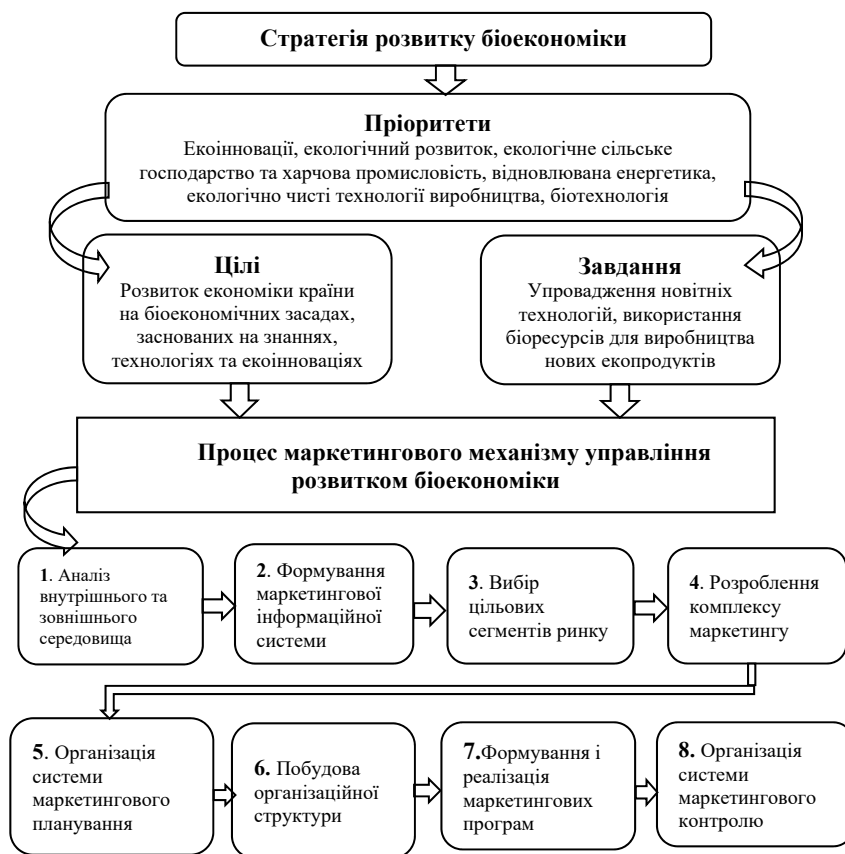 Стратегія розвитку біоекономіки
Пріоритети
Екоінновації, екологічний розвиток, екологічне сільське
господарство та харчова промисловість, відновлювана енергетика,
екологічно чисті технології виробництва, біотехнологія
Цілі
Розвиток економіки країни
на біоекономічних засадах,
заснованих на знаннях,
технологіях та екоінноваціях
Завдання
Упровадження новітніх
технологій, використання
біоресурсів для виробництва
нових екопродуктів
Процес маркетингового механізму управління
розвитком біоекономіки
1. Аналіз
внутрішнього та
зовнішнього
середовища
2. Формування
маркетингової
інформаційної
системи
3. Вибір
цільових
сегментів ринку
4. Розроблення
комплексу
маркетингу
5. Організація
системи
маркетингового
планування
6. Побудова
організаційної
структури
7.Формування і
реалізація
маркетингових
програм
8. Організація
системи
маркетингового
контролю